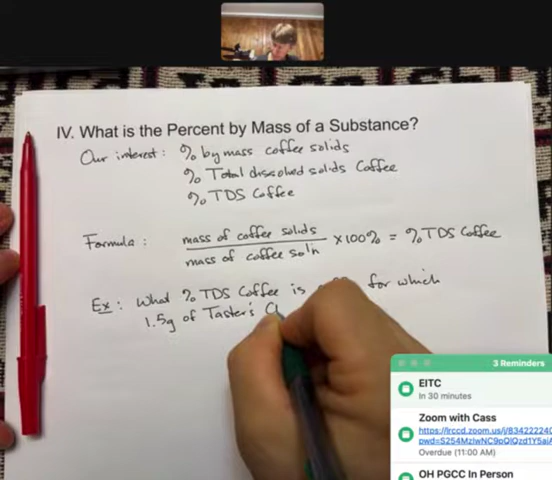 IV. What is the Percent by Mass of a Substance?
Our interest: % by mass coffee solids
% Total dissolved solids Coffee
% TDS Coffee
Formula: mass of coffee solids / mass of coffee sol'n × 100% = % TDS Coffee
Ex: What % TDS Coffee is for which
1.5g of Taster's C
3 Reminders
EITC
In 30 minutes
Zoom with Cass
Overdue (11:00 AM)
OH PGCC In Person